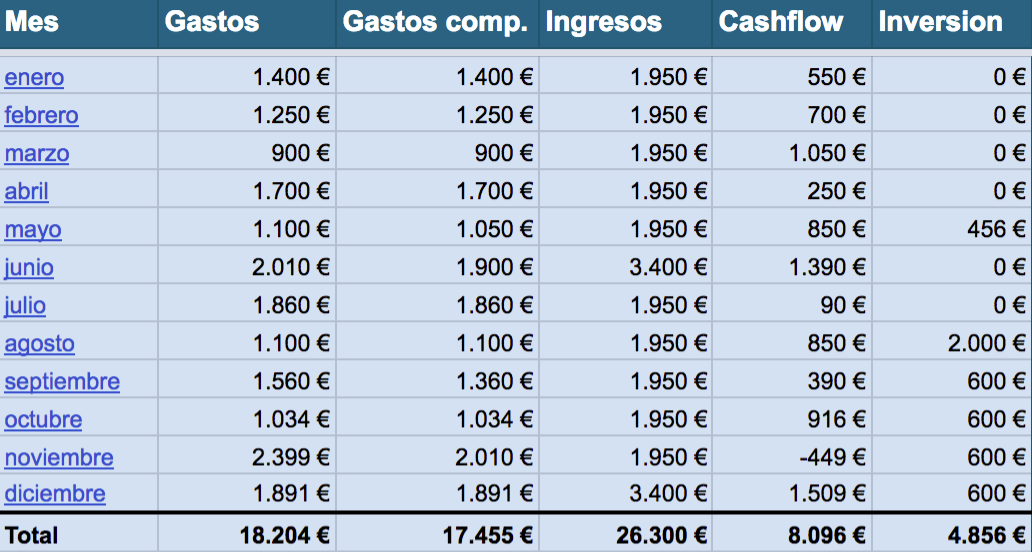 Mes Gastos Gastos comp. Ingresos Cashflow Inversion
enero 1.400 € 1.400 € 1.950 € 550 € 0 €
febrero 1.250 € 1.250 € 1.950 € 700 € 0 €
marzo 900 € 900 € 1.950 € 1.050 € 0 €
abril 1.700 € 1.700 € 1.950 € 250 € 0 €
mayo 1.100 € 1.050 € 1.950 € 850 € 456 €
junio 2.010 € 1.900 € 3.400 € 1.390 € 0 €
julio 1.860 € 1.860 € 1.950 € 90 € 0 €
agosto 1.100 € 1.100 € 1.950 € 850 € 2.000 €
septiembre 1.560 € 1.360 € 1.950 € 390 € 600 €
octubre 1.034 € 1.034 € 1.950 € 916 € 600 €
noviembre 2.399 € 2.010 € 1.950 € -449 € 600 €
diciembre 1.891 € 1.891 € 3.400 € 1.509 € 600 €
Total 18.204 € 17.455 € 26.300 € 8.096 € 4.856 €